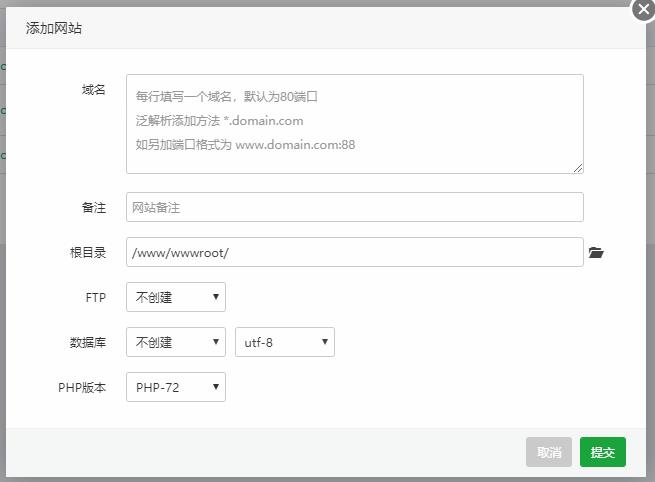 添加网站
域名
每行填写一个域名，默认为80端口
泛解析添加方法 *.domain.com
如另加端口格式为 www.domain.com:88
备注 网站备注
根目录 /www/wwwroot/
FTP 不创建
数据库 不创建 utf-8
PHP版本 PHP-72
取消 提交